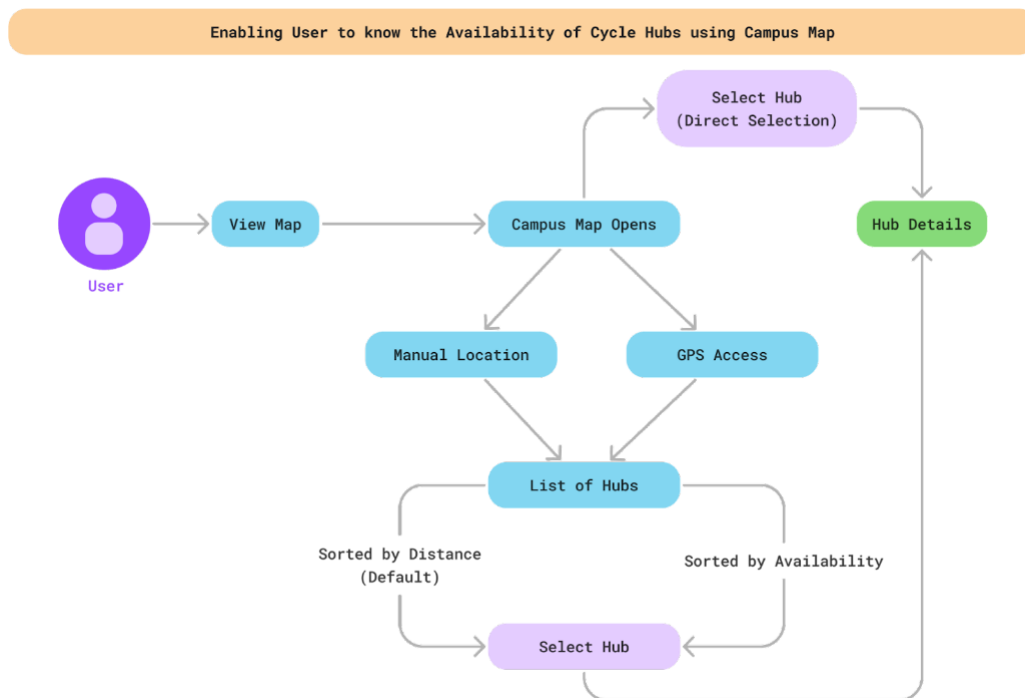 Enabling User to know the Availability of Cycle Hubs using Campus Map
Select Hub
(Direct Selection)
View Map
Campus Map Opens
Hub Details
User
Manual Location
GPS Access
List of Hubs
Sorted by Distance
(Default)
Sorted by Availability
Select Hub